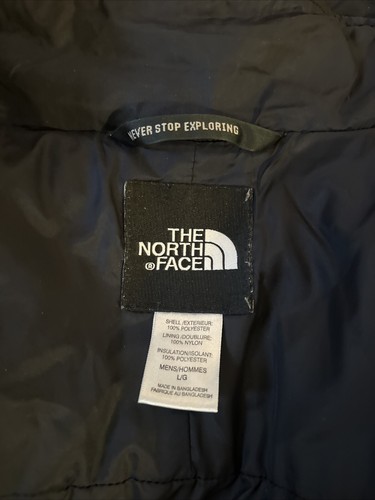 NEVER STOP EXPLORING
THE
NORTH
®FACE
SHELL /EXTERIEUR:
100% POLYESTER
LINING /DOUBLURE:
100% NYLON
INSULATION/ISOLANT:
100% POLYESTER
MENS/HOMMES
L/G
MADE IN BANGLADESH
FABRIQUE AU BANGLADESH